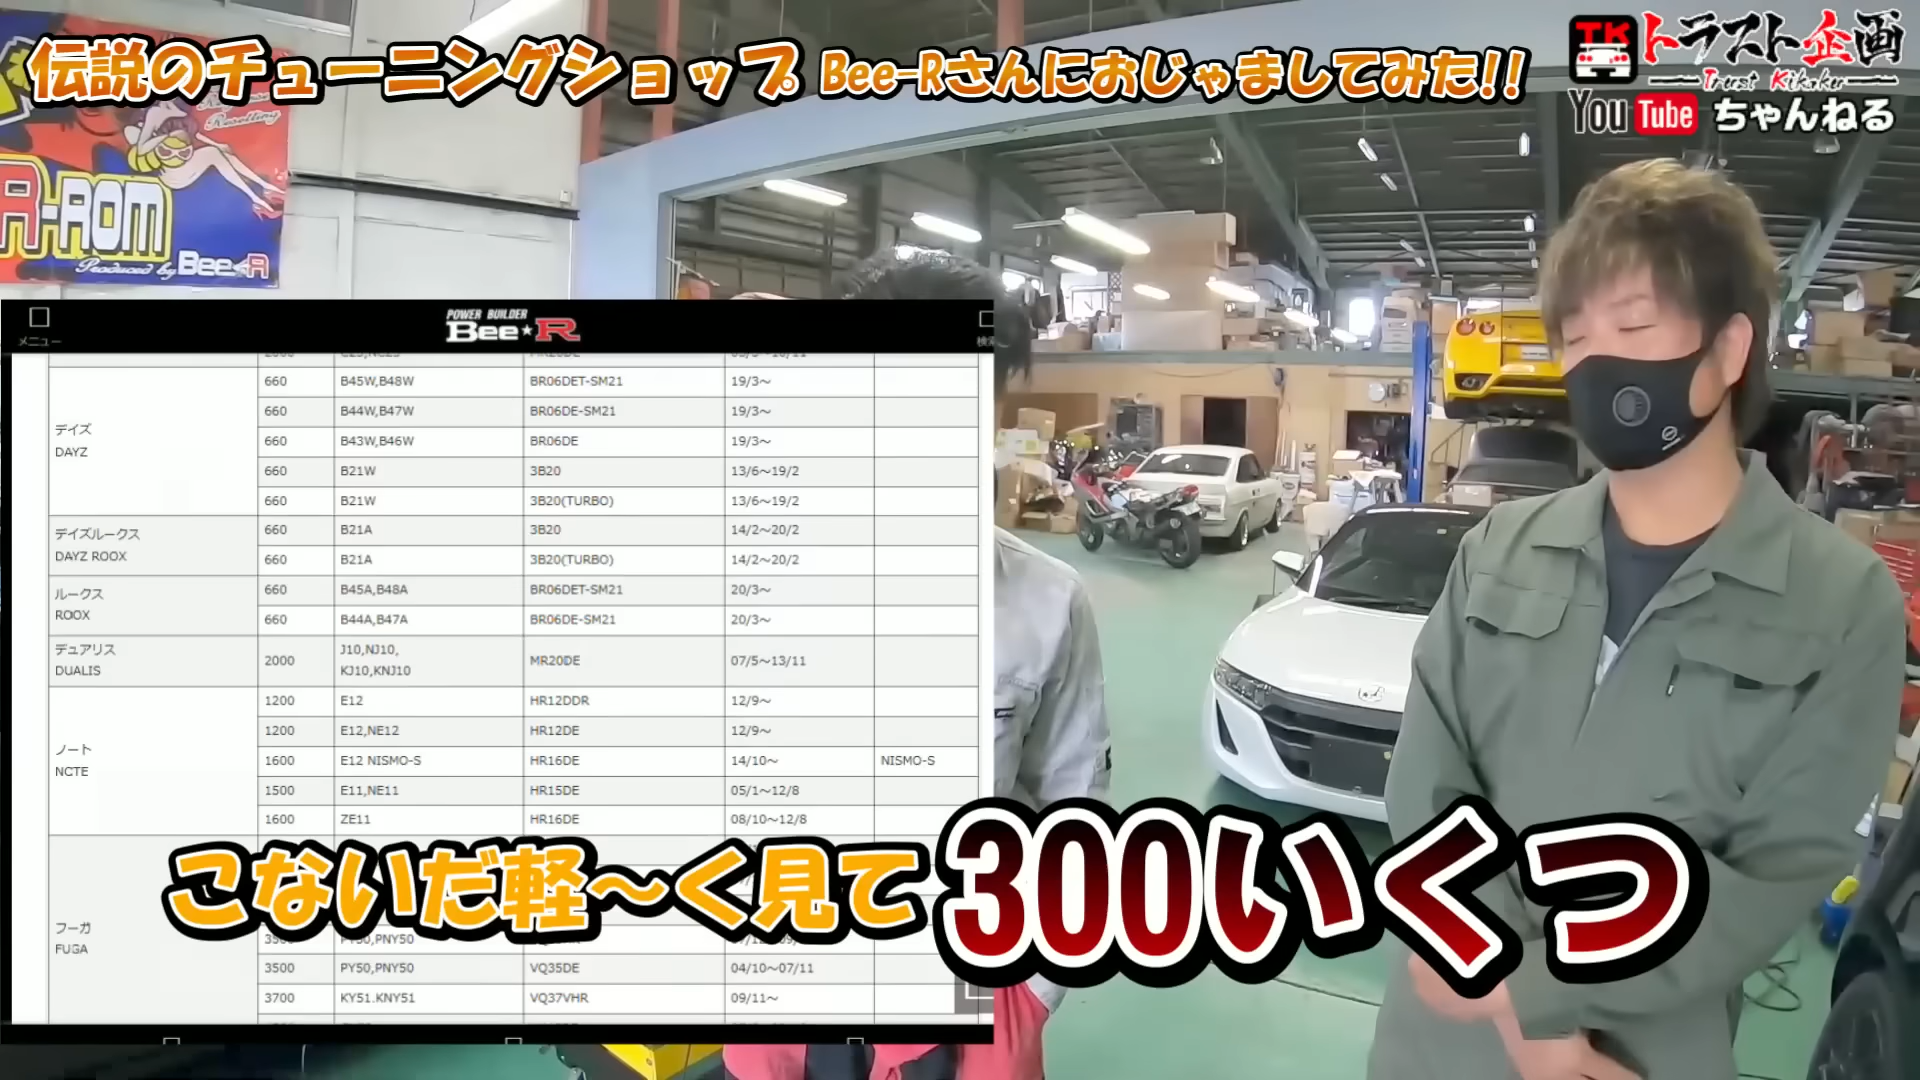 伝説のチューニングショップ Bee-Rさんにおじゃましてみた!!
TK トラスト企画
Trust Kikaku
You Tube ちゃんねる
R-ROM
Produced by Bee★R
メニュー
POWER BUILDER
Bee★R
デイズ
DAYZ
660 B45W,B48W BR06DET-SM21 19/3～
660 B44W,B47W BR06DE-SM21 19/3～
660 B43W,B46W BR06DE 19/3～
660 B21W 3B20 13/6～19/2
660 B21W 3B20(TURBO) 13/6～19/2
デイズルークス
DAYZ ROOX
660 B21A 3B20 14/2～20/2
660 B21A 3B20(TURBO) 14/2～20/2
ルークス
ROOX
660 B45A,B48A BR06DET-SM21 20/3～
660 B44A,B47A BR06DE-SM21 20/3～
デュアリス
DUALIS
2000 J10,NJ10, MR20DE 07/5～13/11
KJ10,KNJ10
ノート
NCTE
1200 E12 HR12DDR 12/9～
1200 E12,NE12 HR12DE 12/9～
1600 E12 NISMO-S HR16DE 14/10～ NISMO-S
1500 E11,NE11 HR15DE 05/1～12/8
1600 ZE11 HR16DE 08/10～12/8
フーガ
FUGA
3500 PY50,PNY50
3500 PY50,PNY50 VQ35DE 04/10～07/11
3700 KY51.KNY51 VQ37VHR 09/11～
こないだ軽～く見て300いくつ